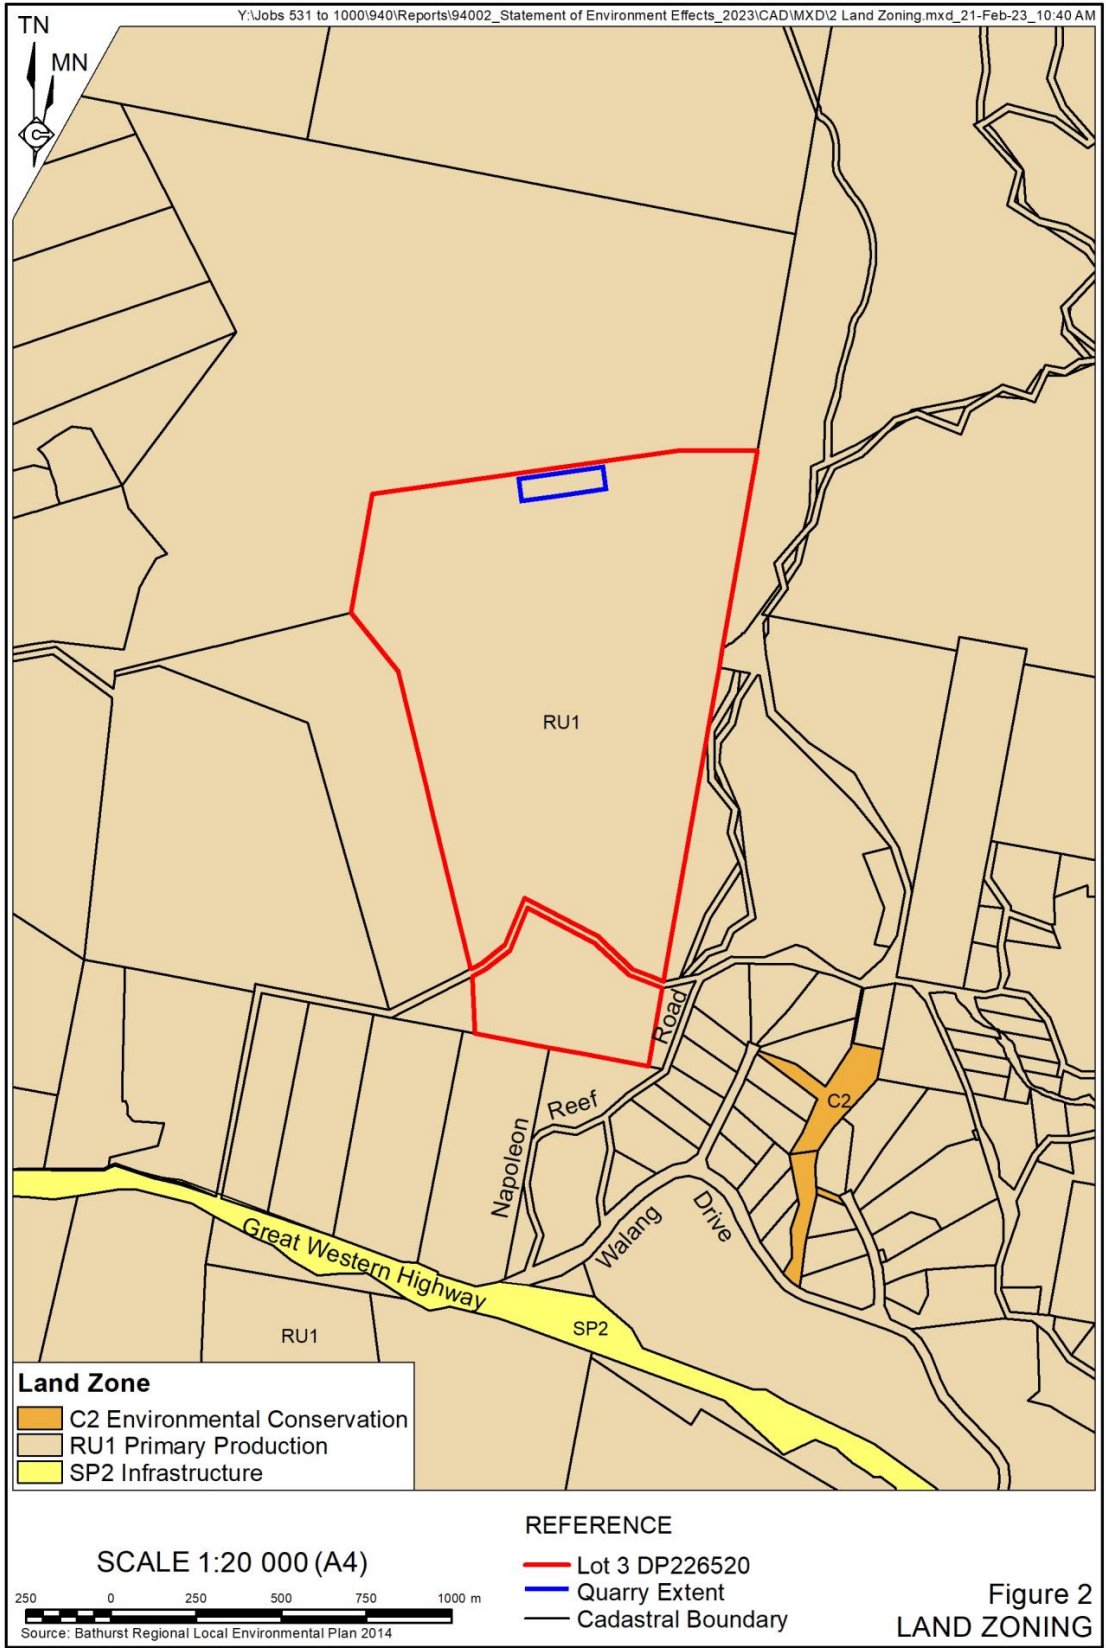 Y:\Jobs 531 to 1000\940\Reports\94002_Statement of Environment Effects_2023\CAD\MXD\2 Land Zoning.mxd_21-Feb-23_10:40 AM
TN
MN
RU1
Road
Reef
Napoleon
C2
Walang
Drive
Great Western Highway
SP2
RU1
Land Zone
C2 Environmental Conservation
RU1 Primary Production
SP2 Infrastructure
REFERENCE
SCALE 1:20 000 (A4)
Lot 3 DP226520
Quarry Extent
Cadastral Boundary
250 0 250 500 750 1000 m
Source: Bathurst Regional Local Environmental Plan 2014
Figure 2
LAND ZONING